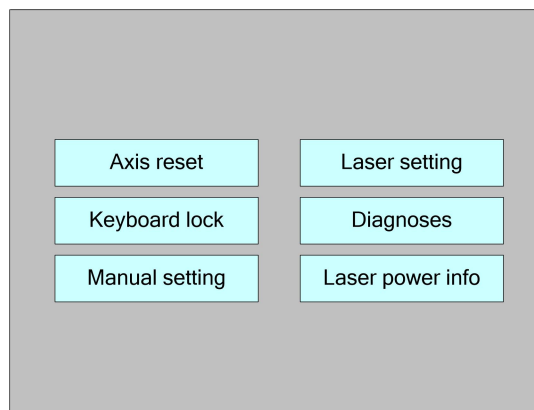 Axis reset
Laser setting
Keyboard lock
Diagnoses
Manual setting
Laser power info